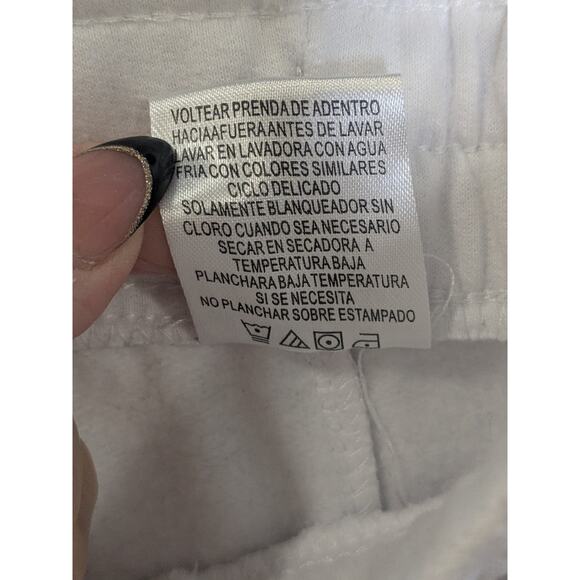 VOLTEAR PRENDA DE ADENTRO
HACIAAFUERAANTES DE LAVAR
LAVAR EN LAVADORA CON AGUA
FRIA CON COLORES SIMILARES
CICLO DELICADO
SOLAMENTE BLANQUEADOR SIN
CLORO CUANDO SEA NECESARIO
SECAR EN SECADORA A
TEMPERATURA BAJA
PLANCHAR A BAJA TEMPERATURA
SI SE NECESITA
NO PLANCHAR SOBRE ESTAMPADO